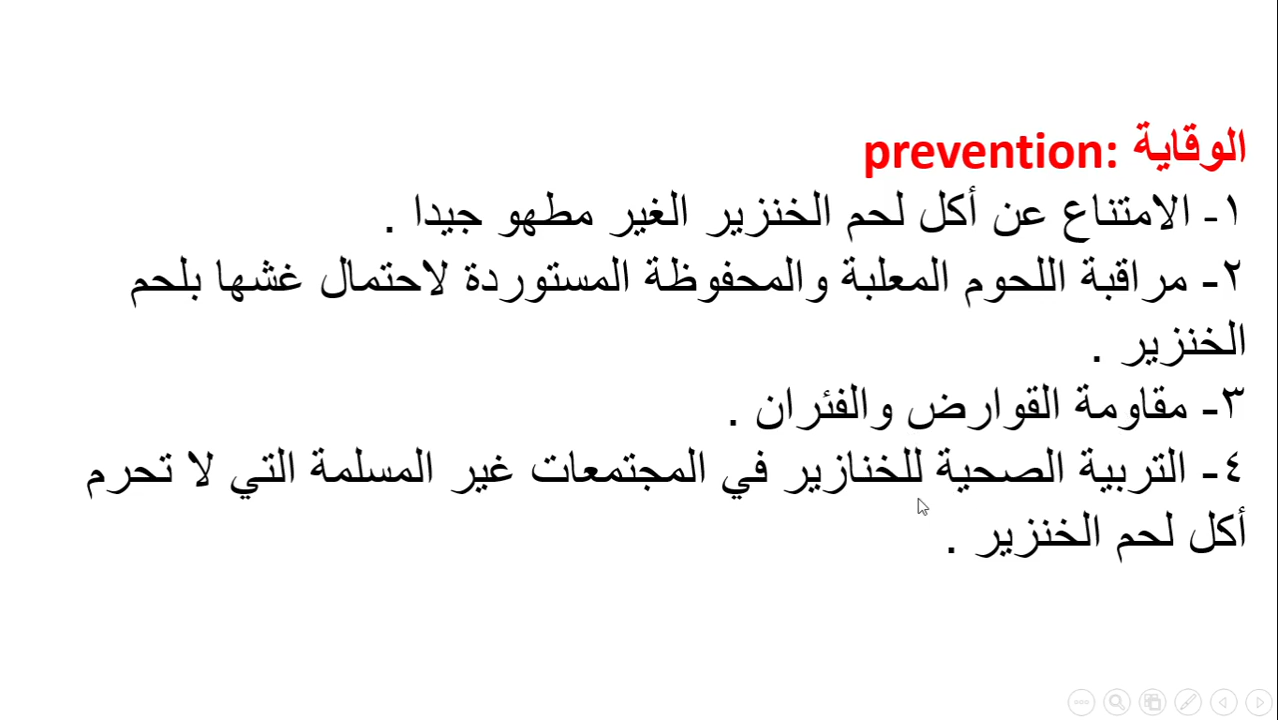 الوقاية :prevention
١- الامتناع عن أكل لحم الخنزير الغير مطهو جيدا .
٢- مراقبة اللحوم المعلبة والمحفوظة المستوردة لاحتمال غشها بلحم
الخنزير .
٣- مقاومة القوارض والفئران .
٤- التربية الصحية للخنازير في المجتمعات غير المسلمة التي لا تحرم
أكل لحم الخنزير .